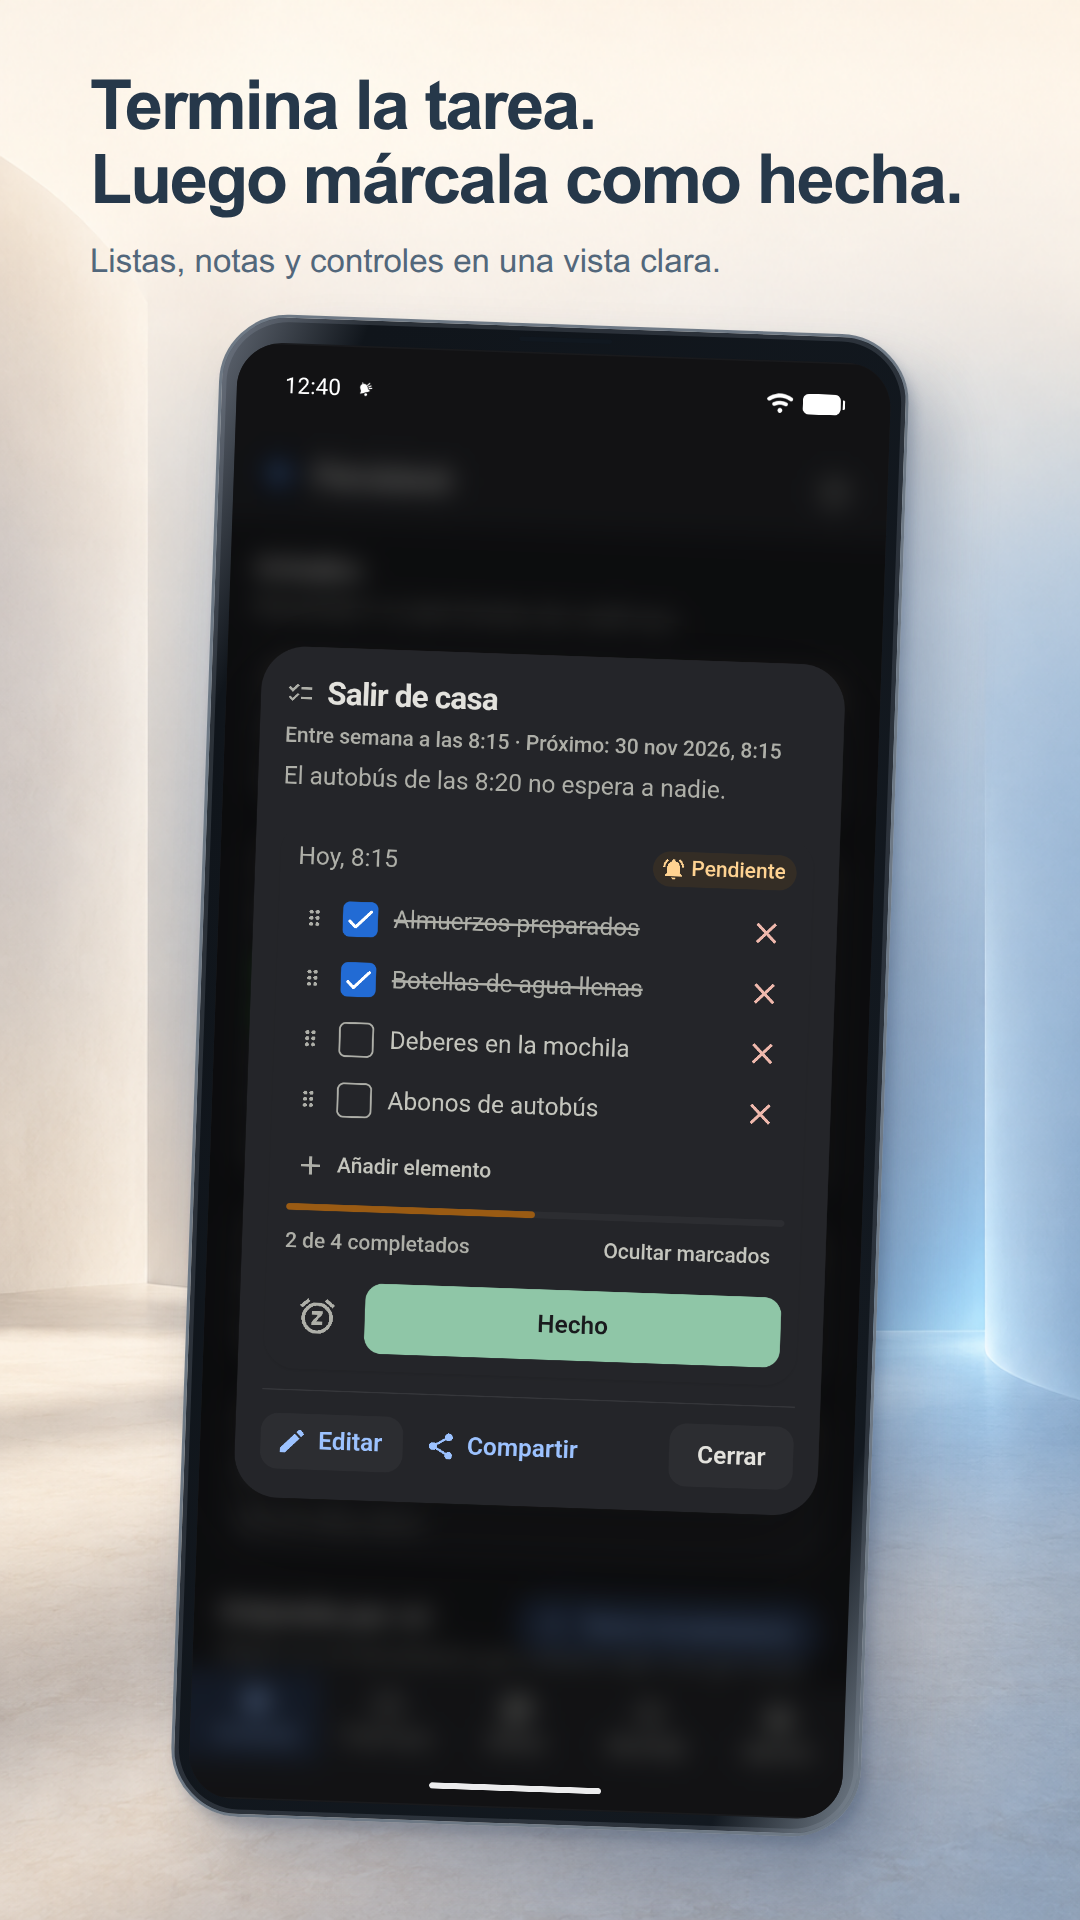 Termina la tarea.
Luego márcala como hecha.
Listas, notas y controles en una vista clara.
12:40
Salir de casa
Entre semana a las 8:15 · Próximo: 30 nov 2026, 8:15
El autobús de las 8:20 no espera a nadie.
Hoy, 8:15
Pendiente
Almuerzos preparados
Botellas de agua llenas
Deberes en la mochila
Abonos de autobús
Añadir elemento
2 de 4 completados
Ocultar marcados
Hecho
Editar
Compartir
Cerrar